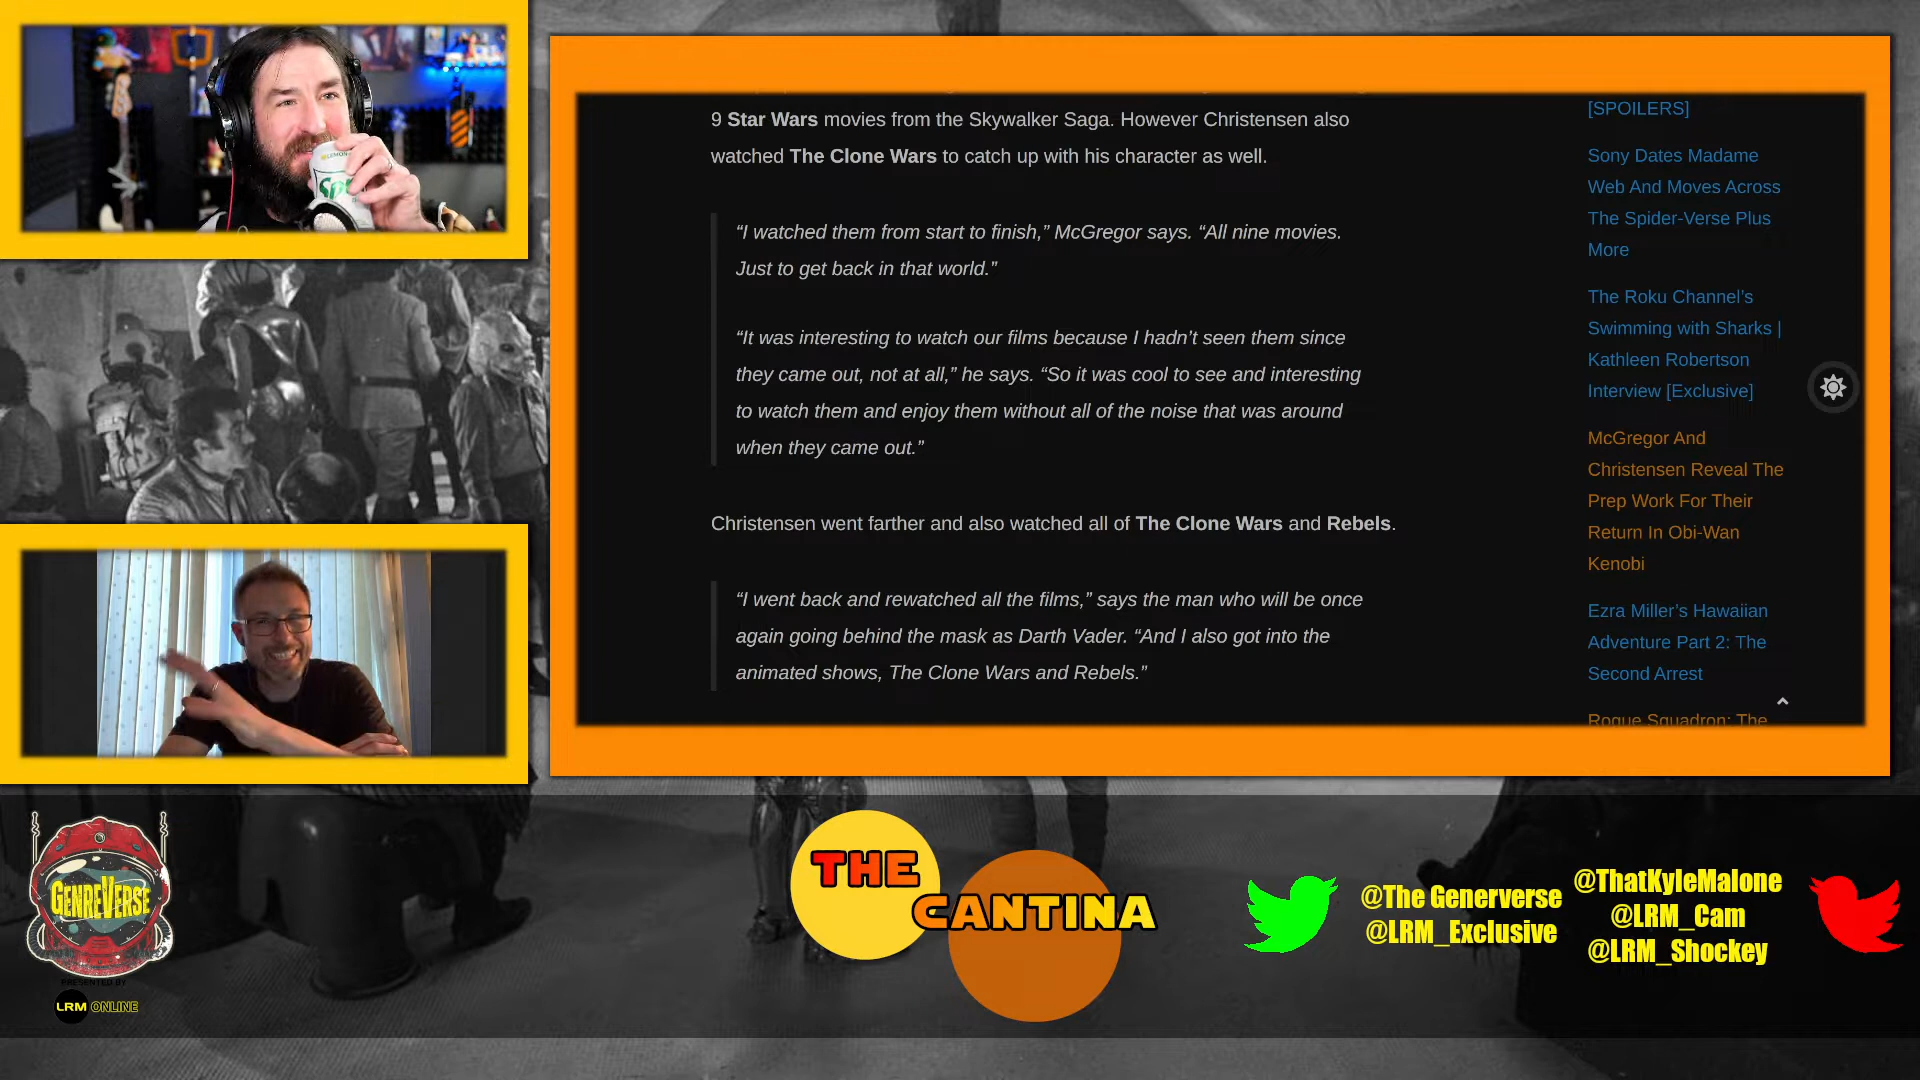 9 Star Wars movies from the Skywalker Saga. However Christensen also
watched The Clone Wars to catch up with his character as well.
“I watched them from start to finish,” McGregor says. “All nine movies.
Just to get back in that world.”
“It was interesting to watch our films because I hadn’t seen them since
they came out, not at all,” he says. “So it was cool to see and interesting
to watch them and enjoy them without all of the noise that was around
when they came out.”
Christensen went farther and also watched all of The Clone Wars and Rebels.
“I went back and rewatched all the films,” says the man who will be once
again going behind the mask as Darth Vader. “And I also got into the
animated shows, The Clone Wars and Rebels.”
[SPOILERS]
Sony Dates Madame
Web And Moves Across
The Spider-Verse Plus
More
The Roku Channel’s
Swimming with Sharks |
Kathleen Robertson
Interview [Exclusive]
McGregor And
Christensen Reveal The
Prep Work For Their
Return In Obi-Wan
Kenobi
Ezra Miller’s Hawaiian
Adventure Part 2: The
Second Arrest
Rogue Squadron: The
GENREVERSE
PRESENTED BY
LRM ONLINE
THE
CANTINA
@The Generverse
@LRM_Exclusive
@ThatKyleMalone
@LRM_Cam
@LRM_Shockey